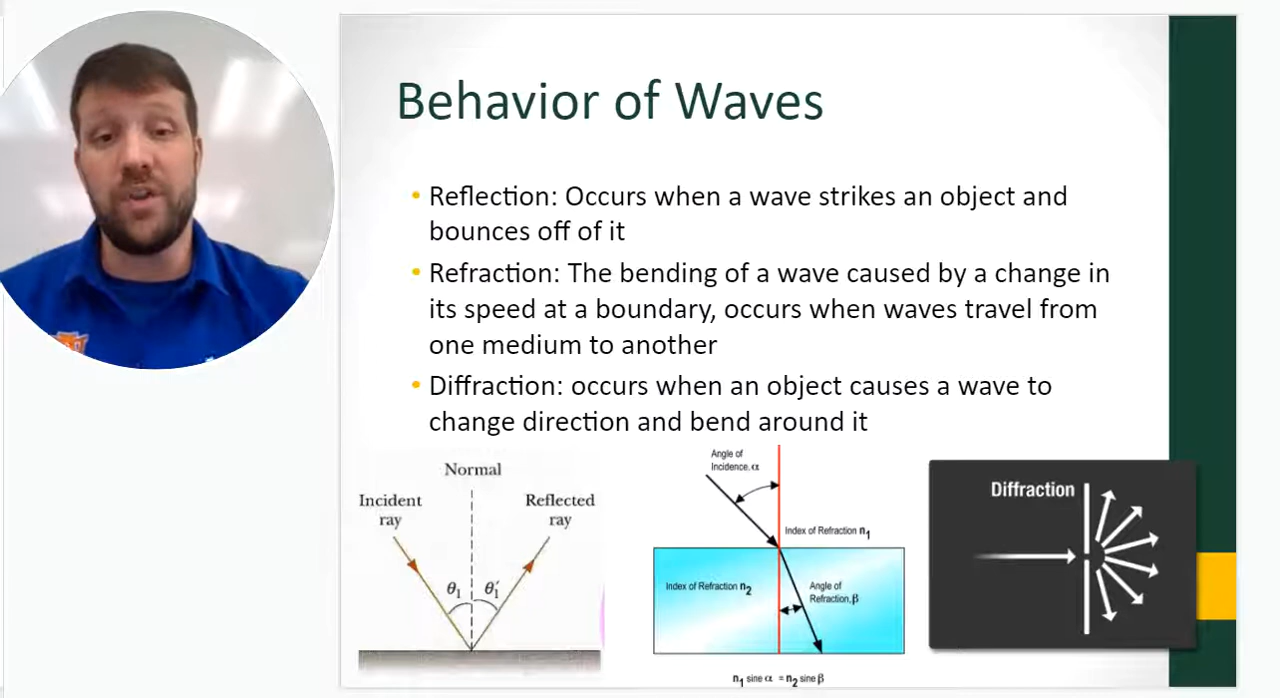 Behavior of Waves
• Reflection: Occurs when a wave strikes an object and
bounces off of it
• Refraction: The bending of a wave caused by a change in
its speed at a boundary, occurs when waves travel from
one medium to another
• Diffraction: occurs when an object causes a wave to
change direction and bend around it
Normal
Incident
ray
Reflected
ray
θ₁ θ₁′
Angle of
Incidence, α
Index of Refraction n₁
Index of Refraction n₂
Angle of
Refraction, β
n₁ sine α = n₂ sine β
Diffraction